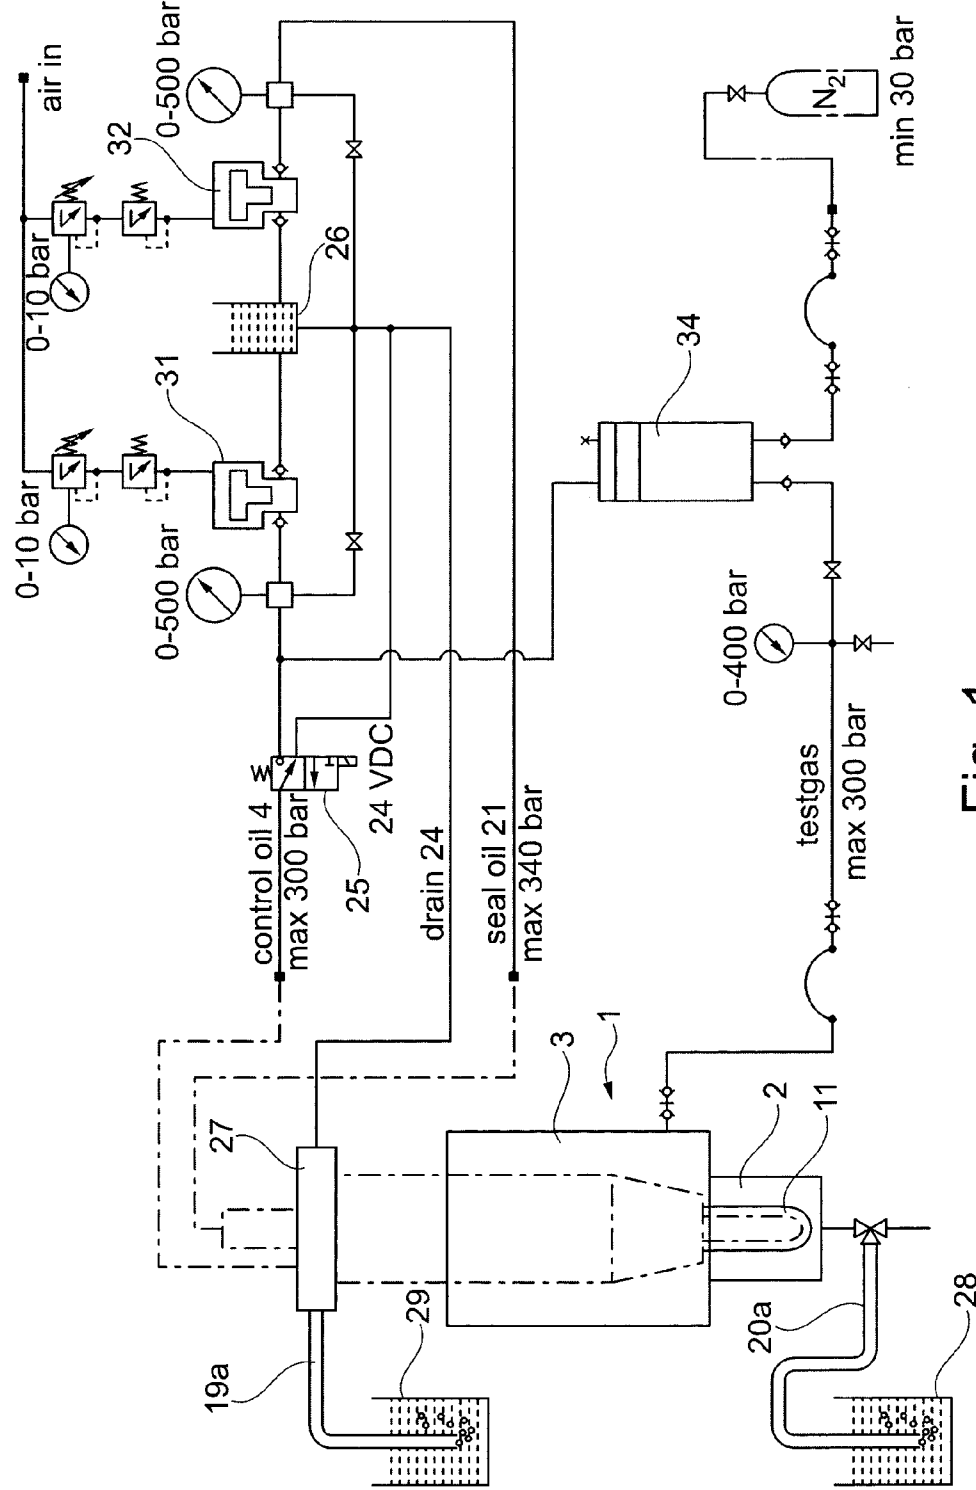 air in
0-10 bar
0-10 bar
0-500 bar
0-500 bar
32
31
26
N2
min 30 bar
34
0-400 bar
testgas
max 300 bar
control oil 4
max 300 bar
25
24 VDC
drain 24
seal oil 21
max 340 bar
27
3
1
2
11
19a
29
20a
28